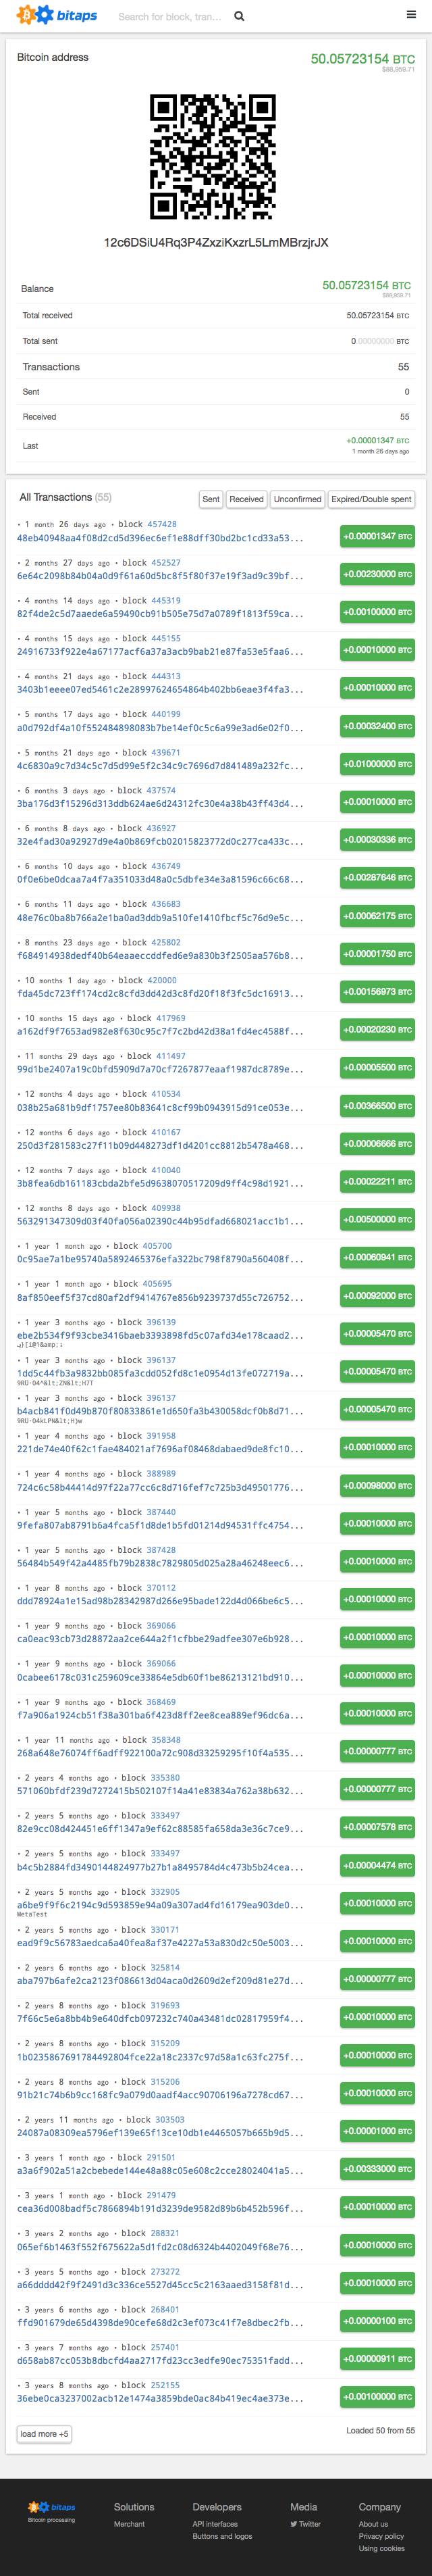 bitaps
Search for block, tran...
Bitcoin address
50.05723154 BTC
$88,959.71
12c6DSiU4Rq3P4ZxziKxzrL5LmMBrzjrJX
Balance
50.05723154 BTC
$88,959.71
Total received
50.05723154 BTC
Total sent
0.00000000 BTC
Transactions
55
Sent
0
Received
55
Last
+0.00001347 BTC
1 month 26 days ago
All Transactions (55)
Sent Received Unconfirmed Expired/Double spent
• 1 month 26 days ago • block 457428
48eb40948aa4f08d2cd5d396ec6ef1e88dff30bd2bc1cd33a53...
+0.00001347 BTC
• 2 months 27 days ago • block 452527
6e64c2098b84b04a0d9f61a60d5bc8f5f80f37e19f3ad9c39bf...
+0.00230000 BTC
• 4 months 14 days ago • block 445319
82f4de2c5d7aaede6a59490cb91b505e75d7a0789f1813f59ca...
+0.00100000 BTC
• 4 months 15 days ago • block 445155
24916733f922e4a67177acf6a37a3acb9bab21e87fa53e5faa6...
+0.00010000 BTC
• 4 months 21 days ago • block 444313
3403b1eeee07ed5461c2e28997624654864b402bb6eae3f4fa3...
+0.00010000 BTC
• 5 months 17 days ago • block 440199
a0d792df4a10f552484898083b7be14ef0c5c6a99e3ad6e02f0...
+0.00032400 BTC
• 5 months 21 days ago • block 439671
4c6830a9c7d34c5c7d5d99e5f2c34c9c7696d7d841489a232fc...
+0.01000000 BTC
• 6 months 3 days ago • block 437574
3ba176d3f15296d313ddb624ae6d24312fc30e4a38b43ff43d4...
+0.00010000 BTC
• 6 months 8 days ago • block 436927
32e4fad30a92927d9e4a0b869fcb02015823772d0c277ca433c...
+0.00030336 BTC
• 6 months 10 days ago • block 436749
0f0e6be0dcaa7a4f7a351033d48a0c5dbfe34e3a81596c66c68...
+0.00287646 BTC
• 6 months 11 days ago • block 436683
48e76c0ba8b766a2e1ba0ad3ddb9a510fe1410fbcf5c76d9e5c...
+0.00062175 BTC
• 8 months 23 days ago • block 425802
f684914938dedf40b64eaaeccddfed6e9a830b3f2505aa576b8...
+0.00001750 BTC
• 10 months 1 day ago • block 420000
fda45dc723ff174cd2c8cfd3dd42d3c8fd20f18f3fc5dc16913...
+0.00156973 BTC
• 10 months 15 days ago • block 417969
a162df9f7653ad982e8f630c95c7f7c2bd42d38a1fd4ec4588f...
+0.00020230 BTC
• 11 months 29 days ago • block 411497
99d1be2407a19c0bfd5909d7a70cf7267877eaaf1987dc8789e...
+0.00005500 BTC
• 12 months 4 days ago • block 410534
038b25a681b9df1757ee80b83641c8cf99b0943915d91ce053e...
+0.00366500 BTC
• 12 months 6 days ago • block 410167
250d3f281583c27f11b09d448273df1d4201cc8812b5478a468...
+0.00006666 BTC
• 12 months 7 days ago • block 410040
3b8fea6db161183cbda2bfe5d9638070517209d9ff4c98d1921...
+0.00022211 BTC
• 12 months 8 days ago • block 409938
563291347309d03f40fa056a02390c44b95dfad668021acc1b1...
+0.00500000 BTC
• 1 year 1 month ago • block 405700
0c95ae7a1be95740a5892465376efa322bc798f8790a560408f...
+0.00060941 BTC
• 1 year 1 month ago • block 405695
8af850eef5f37cd80af2df9414767e856b9239737d55c726752...
+0.00092000 BTC
• 1 year 3 months ago • block 396139
ebe2b534f9f93cbe3416baeb3393898fd5c07afd34e178caad2...
+0.00005470 BTC
• 1 year 3 months ago • block 396137
1dd5c44fb3a9832bb085fa3cdd052fd8c1e0954d13fe072719a...
+0.00005470 BTC
• 1 year 3 months ago • block 396137
b4acb841f0d49b870f80833861e1d650fa3b430058dcf0b8d71...
+0.00005470 BTC
• 1 year 4 months ago • block 391958
221de74e40f62c1fae484021af7696af08468dabaed9de8fc10...
+0.00010000 BTC
• 1 year 4 months ago • block 388989
724c6c58b44414d97f22a77cc6c8d716fef7c725b3d49501776...
+0.00098000 BTC
• 1 year 5 months ago • block 387440
9fefa807ab8791b6a4fca5f1d8de1b5fd01214d94531ffc4754...
+0.00010000 BTC
• 1 year 5 months ago • block 387428
56484b549f42a4485fb79b2838c7829805d025a28a46248eec6...
+0.00010000 BTC
• 1 year 8 months ago • block 370112
ddd78924a1e15ad98b28342987d266e95bade122d4d066be6c5...
+0.00010000 BTC
• 1 year 9 months ago • block 369066
ca0eac93cb73d28872aa2ce644a2f1cfbbe29adfee307e6b928...
+0.00010000 BTC
• 1 year 9 months ago • block 369066
0cabee6178c031c259609ce33864e5db60f1be86213121bd910...
+0.00010000 BTC
• 1 year 9 months ago • block 368469
f7a906a1924cb51f38a301ba6f423d8ff2ee8cea889ef96dc6a...
+0.00010000 BTC
• 1 year 11 months ago • block 358348
268a648e76074ff6adff922100a72c908d33259295f10f4a535...
+0.00000777 BTC
• 2 years 4 months ago • block 335380
571060bfdf239d7272415b502107f14a41e83834a762a38b632...
+0.00000777 BTC
• 2 years 5 months ago • block 333497
82e9cc08d424451e6ff1347a9ef62c88585fa658da3e36c7ce9...
+0.00007578 BTC
• 2 years 5 months ago • block 333497
b4c5b2884fd3490144824977b27b1a8495784d4c473b5b24cea...
+0.00004474 BTC
• 2 years 5 months ago • block 332905
a6be9f9f6c2194c9d593859e94a09a307ad4fd16179ea903de0...
MetaTest
+0.00010000 BTC
• 2 years 5 months ago • block 330171
ead9f9c56783aedca6a40fea8af37e4227a53a830d2c50e5003...
+0.00010000 BTC
• 2 years 6 months ago • block 325814
aba797b6afe2ca2123f086613d04aca0d2609d2ef209d81e27d...
+0.00000777 BTC
• 2 years 8 months ago • block 319693
7f66c5e6a8bb4b9e640dfcb097232c740a43481dc02817959f4...
+0.00010000 BTC
• 2 years 8 months ago • block 315209
1b0235867691784492804fce22a18c2337c97d58a1c63fc275f...
+0.00010000 BTC
• 2 years 8 months ago • block 315206
91b21c74b6b9cc168fc9a079d0aadf4acc90706196a7278cd67...
+0.00010000 BTC
• 2 years 11 months ago • block 303503
24087a08309ea5796ef139e65f13ce10db1e4465057b665b9d5...
+0.00001000 BTC
• 3 years 1 month ago • block 291501
a3a6f902a51a2cbebede144e48a88c05e608c2cce28024041a5...
+0.00333000 BTC
• 3 years 1 month ago • block 291479
cea36d008badf5c7866894b191d3239de9582d89b6b452b596f...
+0.00010000 BTC
• 3 years 2 months ago • block 288321
065ef6b1463f552f675622a5d1fd2c08d6324b4402049f68e76...
+0.00010000 BTC
• 3 years 5 months ago • block 273272
a66dddd42f9f2491d3c336ce5527d45cc5c2163aaed3158f81d...
+0.00010000 BTC
• 3 years 6 months ago • block 268401
ffd901679de65d4398de90cefe68d2c3ef073c41f7e8dbec2fb...
+0.00000100 BTC
• 3 years 7 months ago • block 257401
d658ab87cc053b8dbcfd4aa2717fd23cc3edfe90ec75351fadd...
+0.00000911 BTC
• 3 years 8 months ago • block 252155
36ebe0ca3237002acb12e1474a3859bde0ac84b419ec4ae373e...
+0.00100000 BTC
load more +5
Loaded 50 from 55
bitaps
Bitcoin processing
Solutions
Merchant
Developers
API interfaces
Buttons and logos
Media
Twitter
Company
About us
Privacy policy
Using cookies